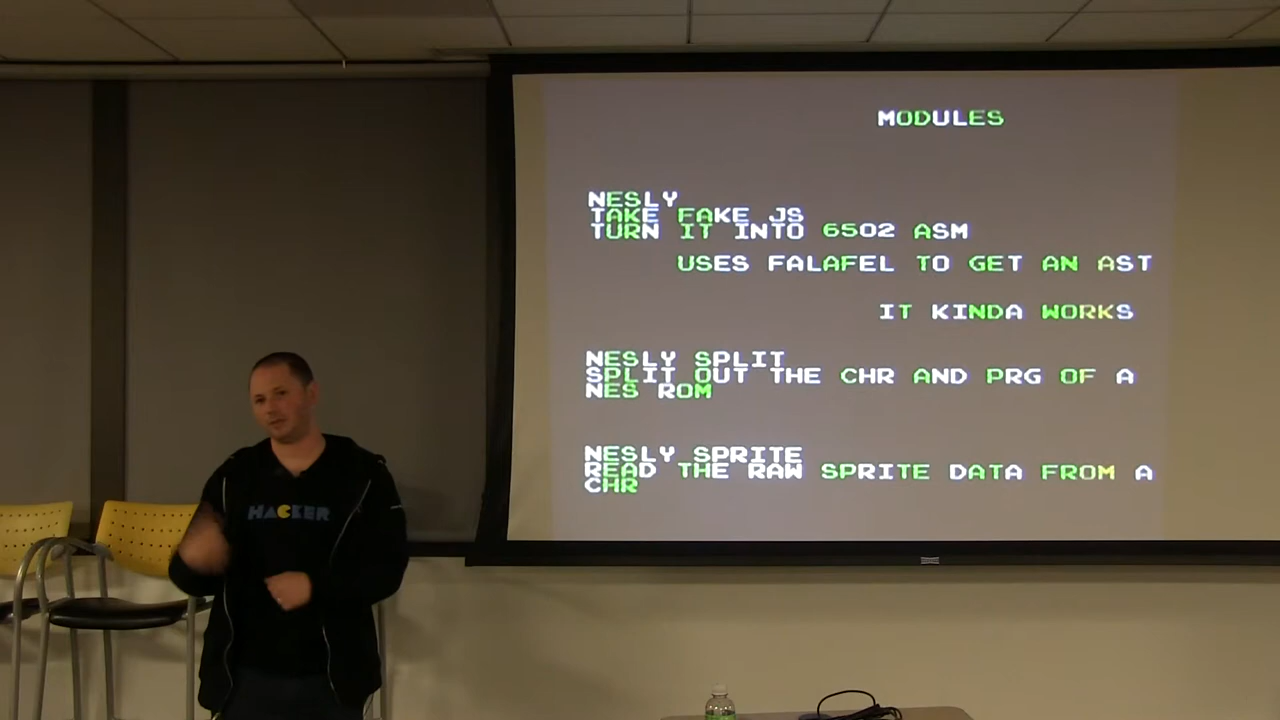 MODULES
NESLY
TAKE FAKE JS
TURN IT INTO 6502 ASM
USES FALAFEL TO GET AN AST
IT KINDA WORKS
NESLY SPLIT
SPLIT OUT THE CHR AND PRG OF A
NES ROM
NESLY SPRITE
READ THE RAW SPRITE DATA FROM A
CHR
HACKER